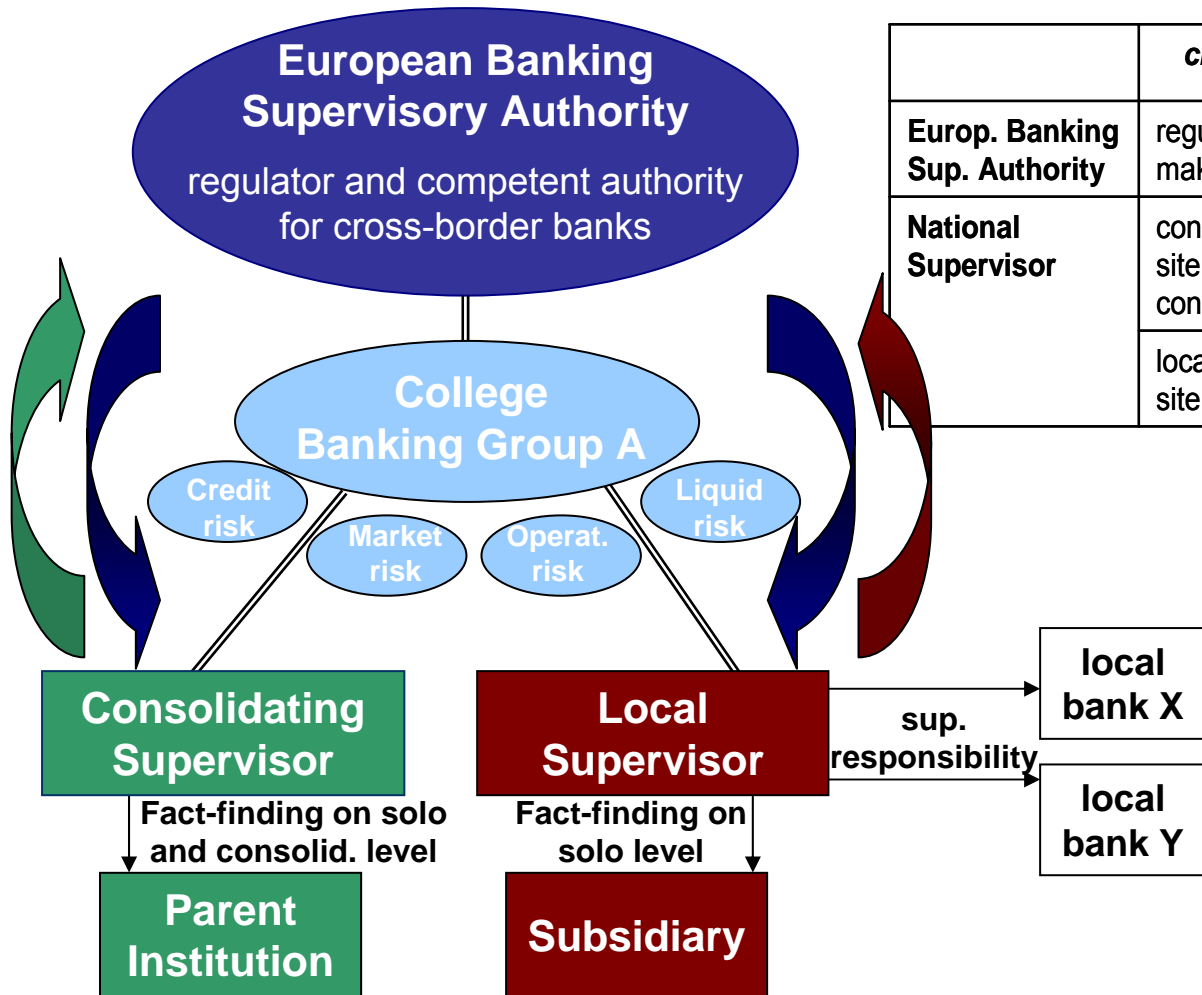 European Banking
Supervisory Authority
regulator and competent authority
for cross-border banks
Europ. Banking
Sup. Authority
National
Supervisor
College
Banking Group A
Credit
risk
Market
risk
Operat.
risk
Liquid
risk
Consolidating
Supervisor
Local
Supervisor
sup.
responsibility
local
bank X
local
bank Y
Fact-finding on solo
and consolid. level
Fact-finding on
solo level
Parent
Institution
Subsidiary